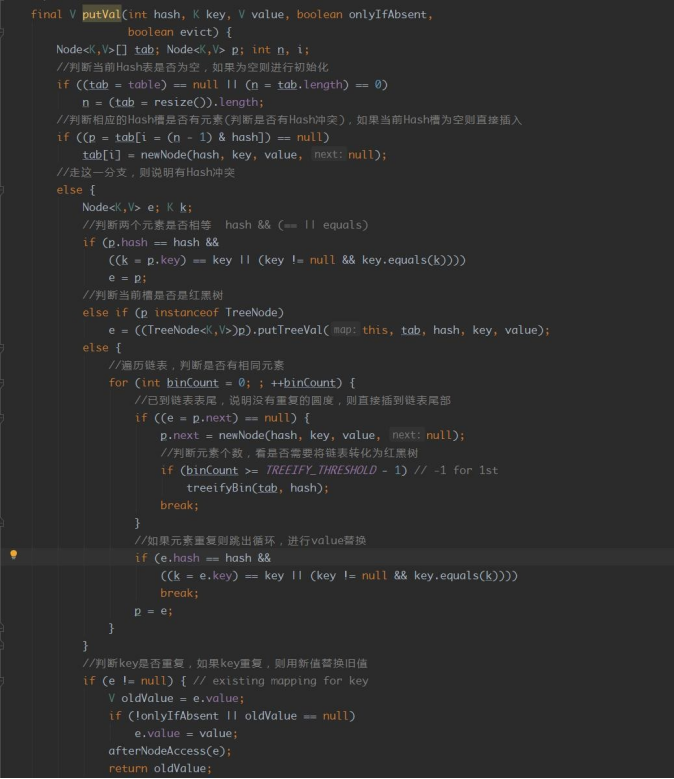 final V putVal(int hash, K key, V value, boolean onlyIfAbsent,
               boolean evict) {
    Node<K,V>[] tab; Node<K,V> p; int n, i;
    //判断当前Hash表是否为空，如果为空则进行初始化
    if ((tab = table) == null || (n = tab.length) == 0)
        n = (tab = resize()).length;
    //判断相应的Hash槽是否有元素(判断是否有Hash冲突)，如果当前Hash槽为空则直接插入
    if ((p = tab[i = (n - 1) & hash]) == null)
        tab[i] = newNode(hash, key, value, next: null);
    //走这一分支，则说明有Hash冲突
    else {
        Node<K,V> e; K k;
        //判断两个元素是否相等  hash && (== || equals)
        if (p.hash == hash &&
            ((k = p.key) == key || (key != null && key.equals(k))))
            e = p;
        //判断当前槽是否是红黑树
        else if (p instanceof TreeNode)
            e = ((TreeNode<K,V>)p).putTreeVal(map: this, tab, hash, key, value);
        else {
            //遍历链表，判断是否有相同元素
            for (int binCount = 0; ; ++binCount) {
                //已到链表表尾，说明没有重复的圆度，则直接插到链表尾部
                if ((e = p.next) == null) {
                    p.next = newNode(hash, key, value, next: null);
                    //判断元素个数，看是否需要将链表转化为红黑树
                    if (binCount >= TREEIFY_THRESHOLD - 1) // -1 for 1st
                        treeifyBin(tab, hash);
                    break;
                }
                //如果元素重复则跳出循环，进行value替换
                if (e.hash == hash &&
                    ((k = e.key) == key || (key != null && key.equals(k))))
                    break;
                p = e;
            }
        }
        //判断key是否重复，如果key重复，则用新值替换旧值
        if (e != null) { // existing mapping for key
            V oldValue = e.value;
            if (!onlyIfAbsent || oldValue == null)
                e.value = value;
            afterNodeAccess(e);
            return oldValue;